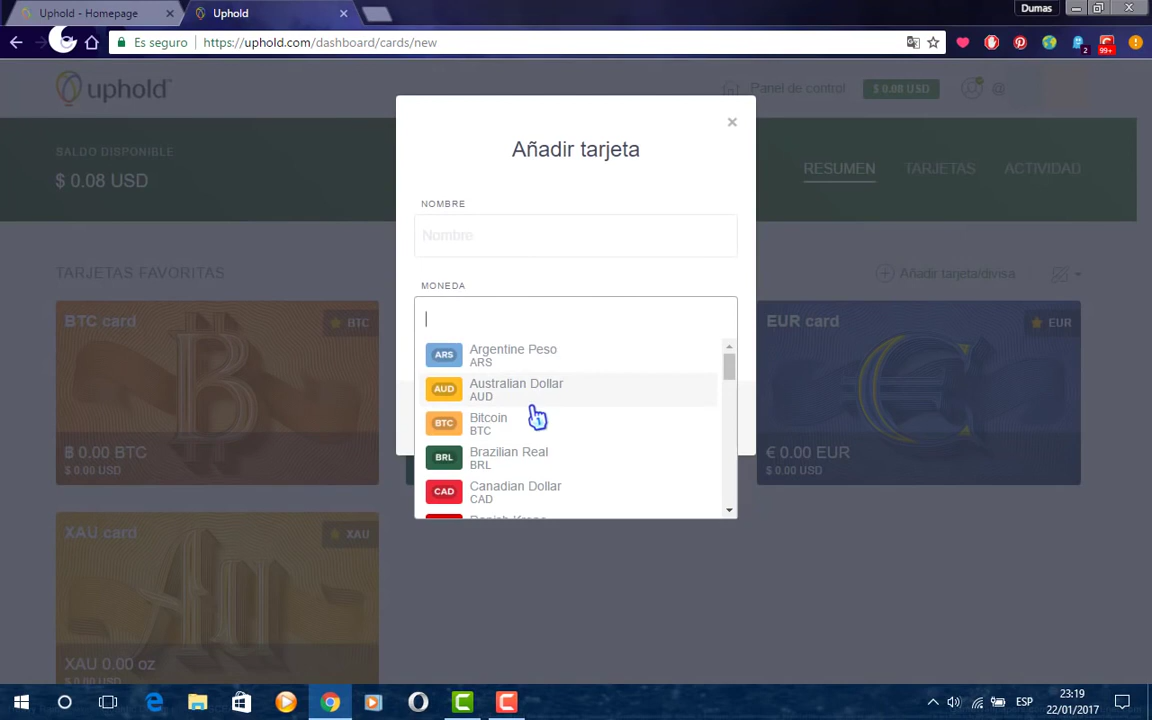 Uphold - Homepage
Uphold
Dumas
Es seguro
https://uphold.com/dashboard/cards/new
2
99+
uphold
Panel de control
$ 0.08 USD
@
SALDO DISPONIBLE
$ 0.08 USD
RESUMEN
TARJETAS
ACTIVIDAD
Añadir tarjeta
NOMBRE
Nombre
MONEDA
ARS
Argentine Peso
ARS
AUD
Australian Dollar
AUD
BTC
Bitcoin
BTC
BRL
Brazilian Real
BRL
CAD
Canadian Dollar
CAD
TARJETAS FAVORITAS
Añadir tarjeta/divisa
BTC card
BTC
฿ 0.00 BTC
$ 0.00 USD
EUR card
EUR
€ 0.00 EUR
$ 0.00 USD
XAU card
XAU
Au
XAU 0.00 oz
ESP
23:19
22/01/2017